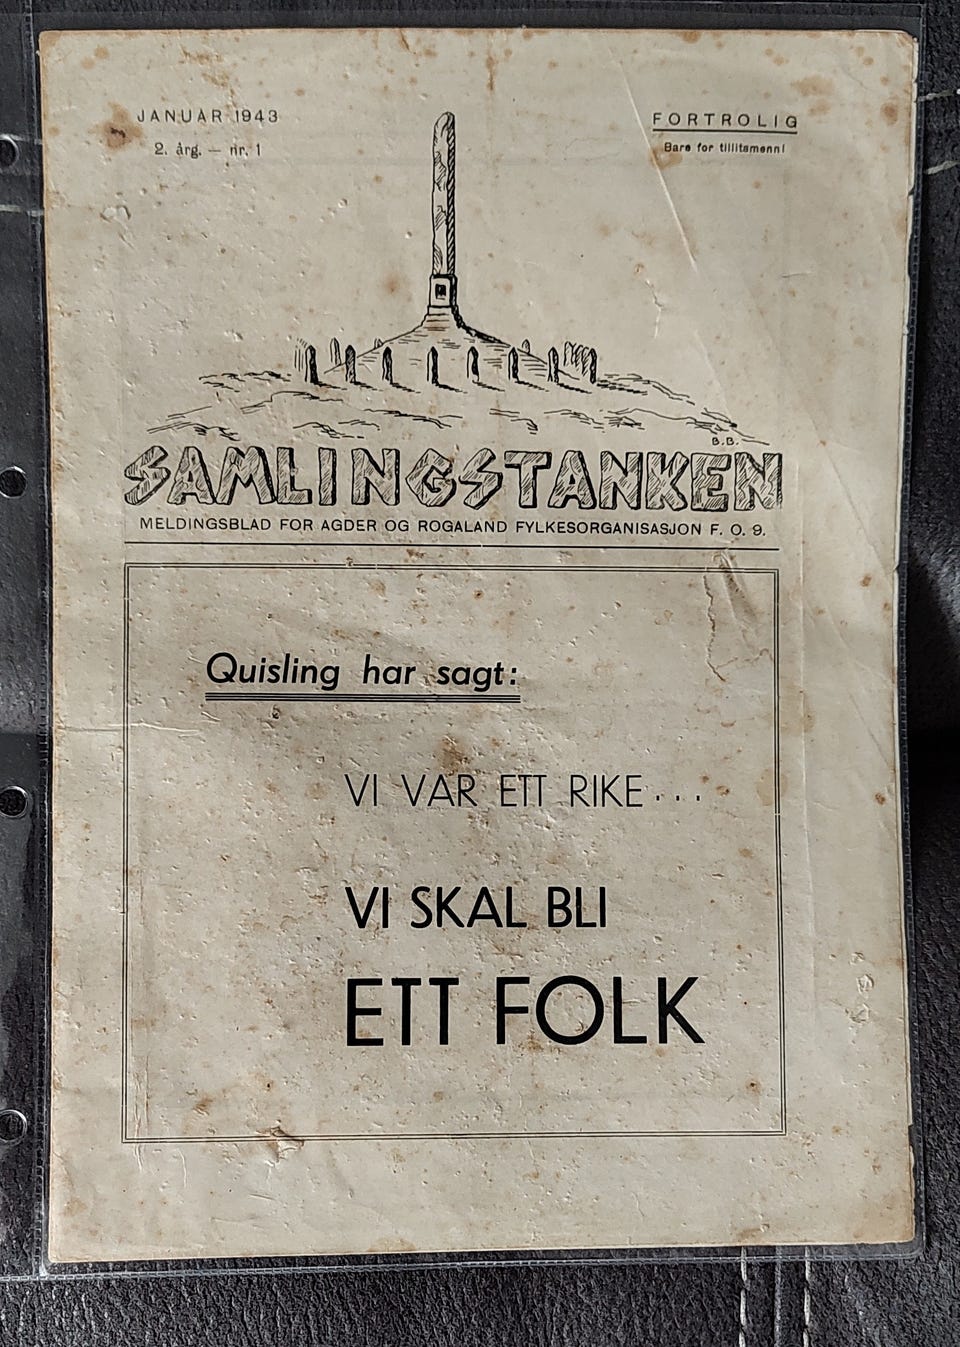 JANUAR 1943
2. årg. — nr. 1
FORTROLIG
Bare for tillitsmenn!
B.B.
SAMLINGSTANKEN
MELDINGSBLAD FOR AGDER OG ROGALAND FYLKESORGANISASJON F. O. 9.
Quisling har sagt:
VI VAR ETT RIKE...
VI SKAL BLI
ETT FOLK